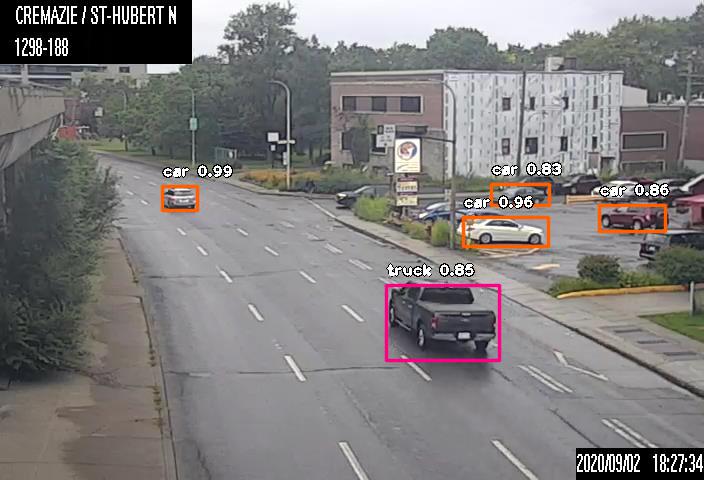 CREMAZIE / ST-HUBERT N
1298-188
car 0.99
car 0.83
car 0.86
car 0.96
truck 0.85
2020/09/02 18:27:34